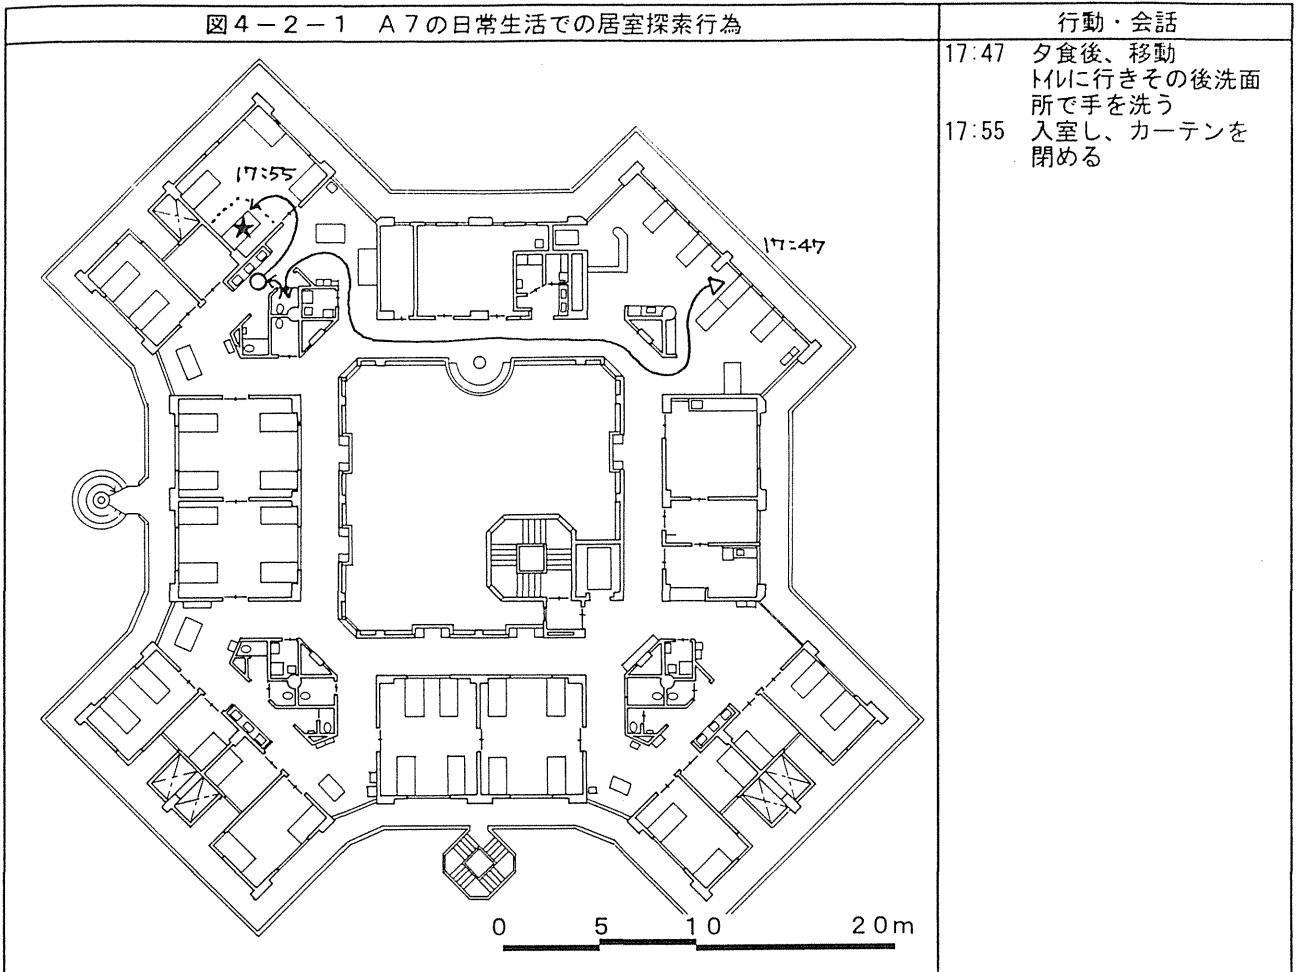 図4-2-1 A7の日常生活での居室探索行為
行動・会話
17:47 夕食後、移動
ﾄｲﾚに行きその後洗面
所で手を洗う
17:55 入室し、カーテンを
閉める
17:55
17:47
0 5 10 20m